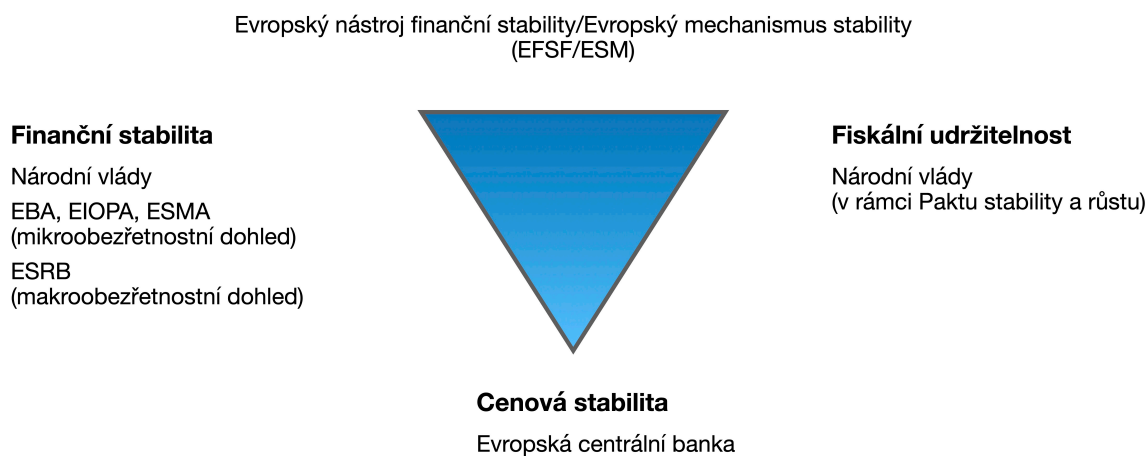 Evropský nástroj finanční stability/Evropský mechanismus stability
(EFSF/ESM)
Finanční stabilita
Národní vlády
EBA, EIOPA, ESMA
(mikroobezřetnostní dohled)
ESRB
(makroobezřetnostní dohled)
Fiskální udržitelnost
Národní vlády
(v rámci Paktu stability a růstu)
Cenová stabilita
Evropská centrální banka